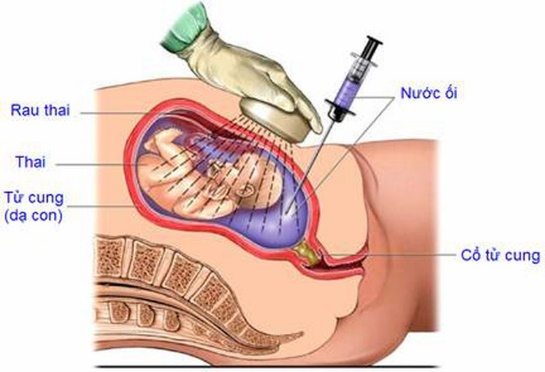 Nước ối
Rau thai
Thai
Tử cung
(dạ con)
Cổ tử cung